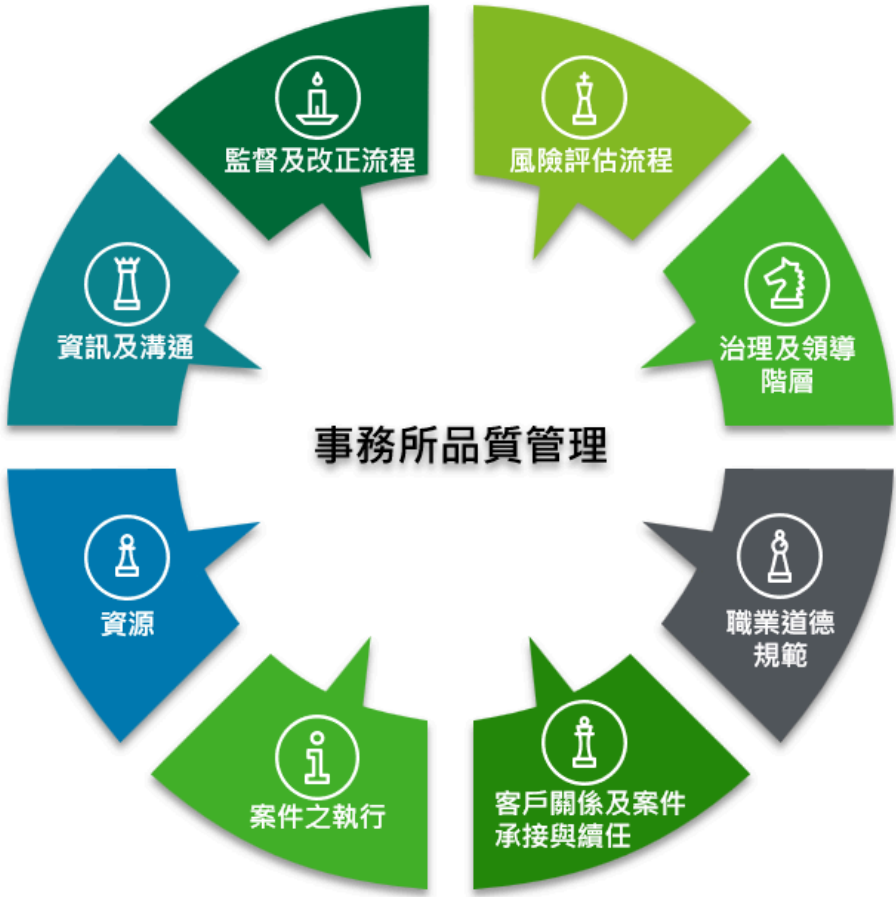 監督及改正流程
風險評估流程
資訊及溝通
治理及領導
階層
事務所品質管理
資源
職業道德
規範
案件之執行
客戶關係及案件
承接與續任